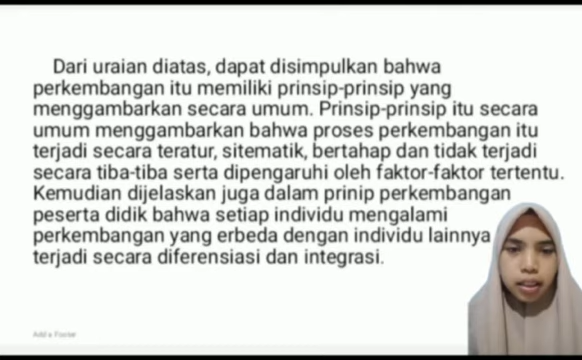 Dari uraian diatas, dapat disimpulkan bahwa
perkembangan itu memiliki prinsip-prinsip yang
menggambarkan secara umum. Prinsip-prinsip itu secara
umum menggambarkan bahwa proses perkembangan itu
terjadi secara teratur, sitematik, bertahap dan tidak terjadi
secara tiba-tiba serta dipengaruhi oleh faktor-faktor tertentu.
Kemudian dijelaskan juga dalam prinip perkembangan
peserta didik bahwa setiap individu mengalami
perkembangan yang erbeda dengan individu lainnya
terjadi secara diferensiasi dan integrasi.
Add a Footer